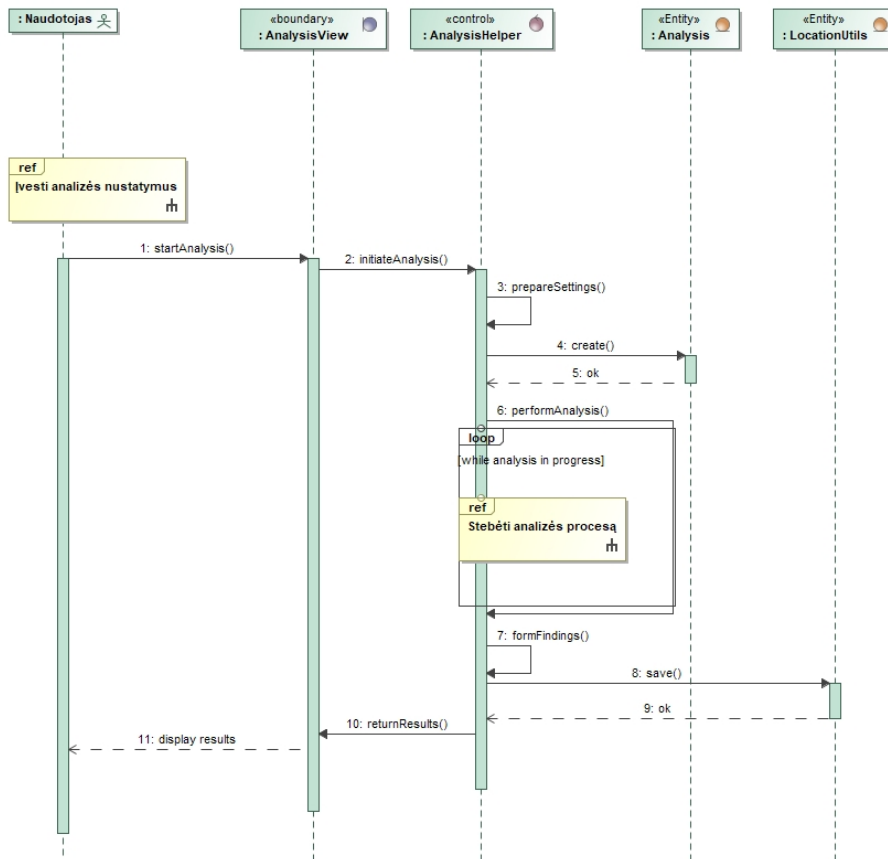 : Naudotojas
«boundary»
: AnalysisView
«control»
: AnalysisHelper
«Entity»
: Analysis
«Entity»
: LocationUtils
ref
Įvesti analizės nustatymus
1: startAnalysis()
2: initiateAnalysis()
3: prepareSettings()
4: create()
5: ok
6: performAnalysis()
loop
[while analysis in progress]
ref
Stebėti analizės procesą
7: formFindings()
8: save()
9: ok
10: returnResults()
11: display results